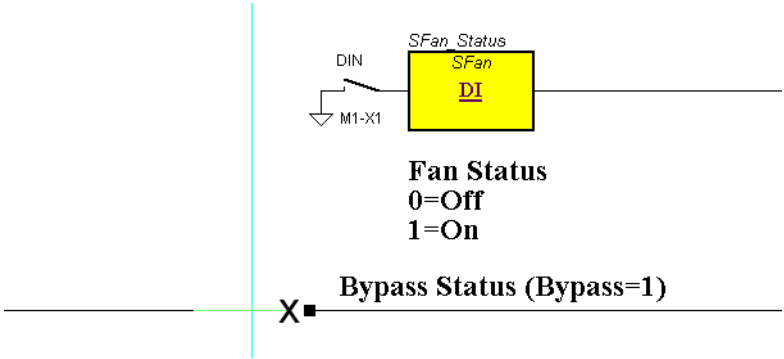 SFan_Status
DIN
SFan
DI
M1-X1
Fan Status
0=Off
1=On
Bypass Status (Bypass=1)
X